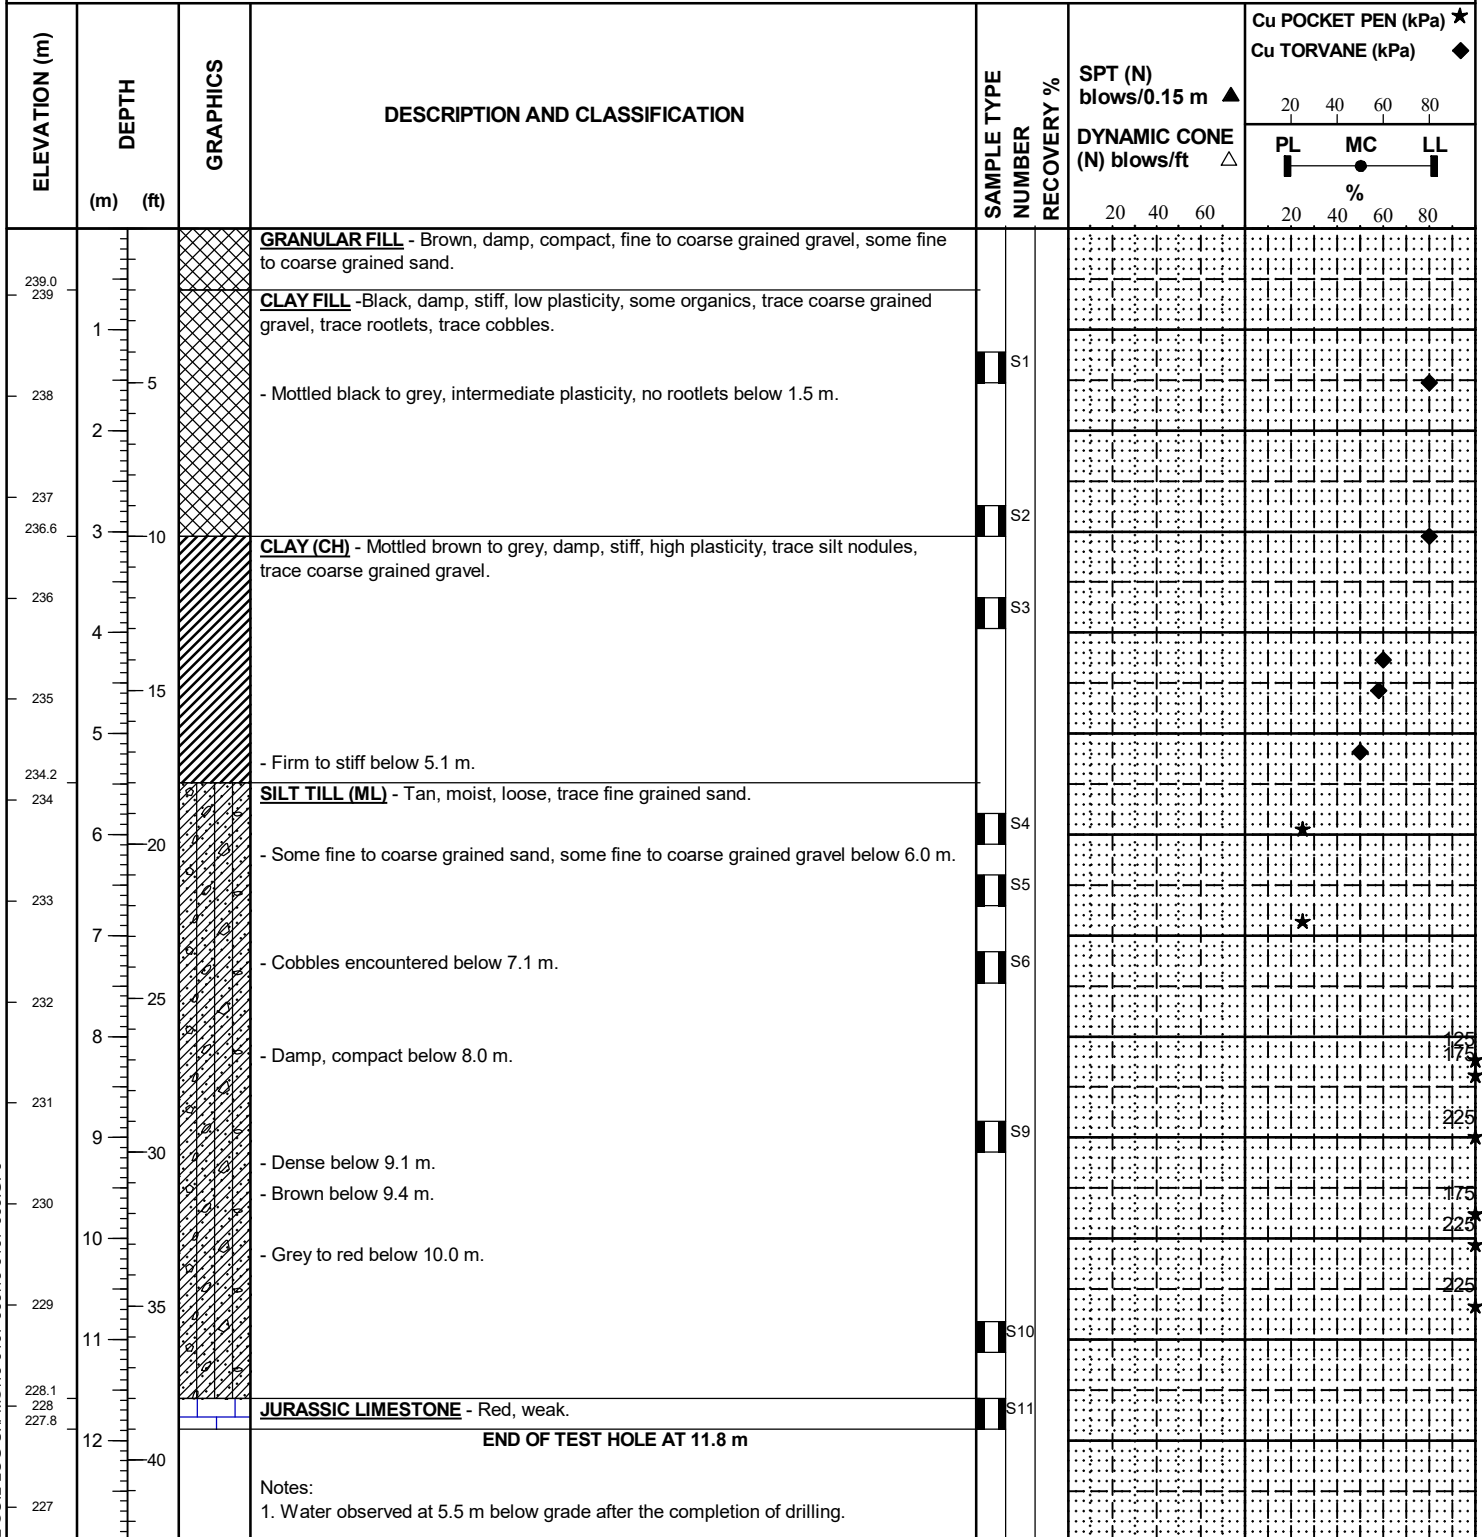 Cu POCKET PEN (kPa) ★
Cu TORVANE (kPa) ◆
ELEVATION (m)
DEPTH
(m) (ft)
GRAPHICS
DESCRIPTION AND CLASSIFICATION
SAMPLE TYPE
NUMBER
RECOVERY %
SPT (N)
blows/0.15 m ▲
DYNAMIC CONE
(N) blows/ft △
20 40 60
20 40 60 80
PL MC LL
%
20 40 60 80
GRANULAR FILL - Brown, damp, compact, fine to coarse grained gravel, some fine
to coarse grained sand.
239.0
239
CLAY FILL -Black, damp, stiff, low plasticity, some organics, trace coarse grained
gravel, trace rootlets, trace cobbles.
1
S1
5
238
- Mottled black to grey, intermediate plasticity, no rootlets below 1.5 m.
2
237
S2
236.6
3
10
CLAY (CH) - Mottled brown to grey, damp, stiff, high plasticity, trace silt nodules,
trace coarse grained gravel.
236
S3
4
15
235
5
- Firm to stiff below 5.1 m.
234.2
234
SILT TILL (ML) - Tan, moist, loose, trace fine grained sand.
S4
6
20
- Some fine to coarse grained sand, some fine to coarse grained gravel below 6.0 m.
S5
233
7
- Cobbles encountered below 7.1 m.
S6
25
232
8
125
175
- Damp, compact below 8.0 m.
231
225
9
S9
30
- Dense below 9.1 m.
- Brown below 9.4 m.
175
230
225
10
- Grey to red below 10.0 m.
225
229
35
S10
11
228.1
228
227.8
JURASSIC LIMESTONE - Red, weak.
S11
12
END OF TEST HOLE AT 11.8 m
40
Notes:
227
1. Water observed at 5.5 m below grade after the completion of drilling.